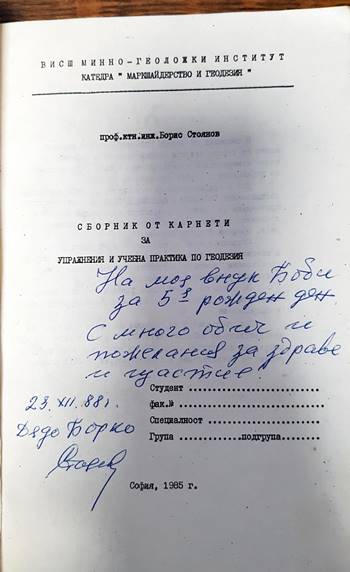 ВИСШ МИННО-ГЕОЛОЖКИ ИНСТИТУТ
КАТЕДРА " МАРКШАЙДЕРСТВО И ГЕОДЕЗИЯ "
проф.ктн.инж.Борис Стоянов
СБОРНИК ОТ КАРНЕТИ
ЗА
УПРАЖНЕНИЯ И УЧЕБНА ПРАКТИКА ПО ГЕОДЕЗИЯ
На моя внук Боби
за 5я рожден ден
С много обич и
пожелания за здраве
и щастие!
Студент ........................
фак.№ ..........................
Специалност ....................
Група .............подгрупа........
23.XII.88г.
Дядо Борко
София, 1985 г.